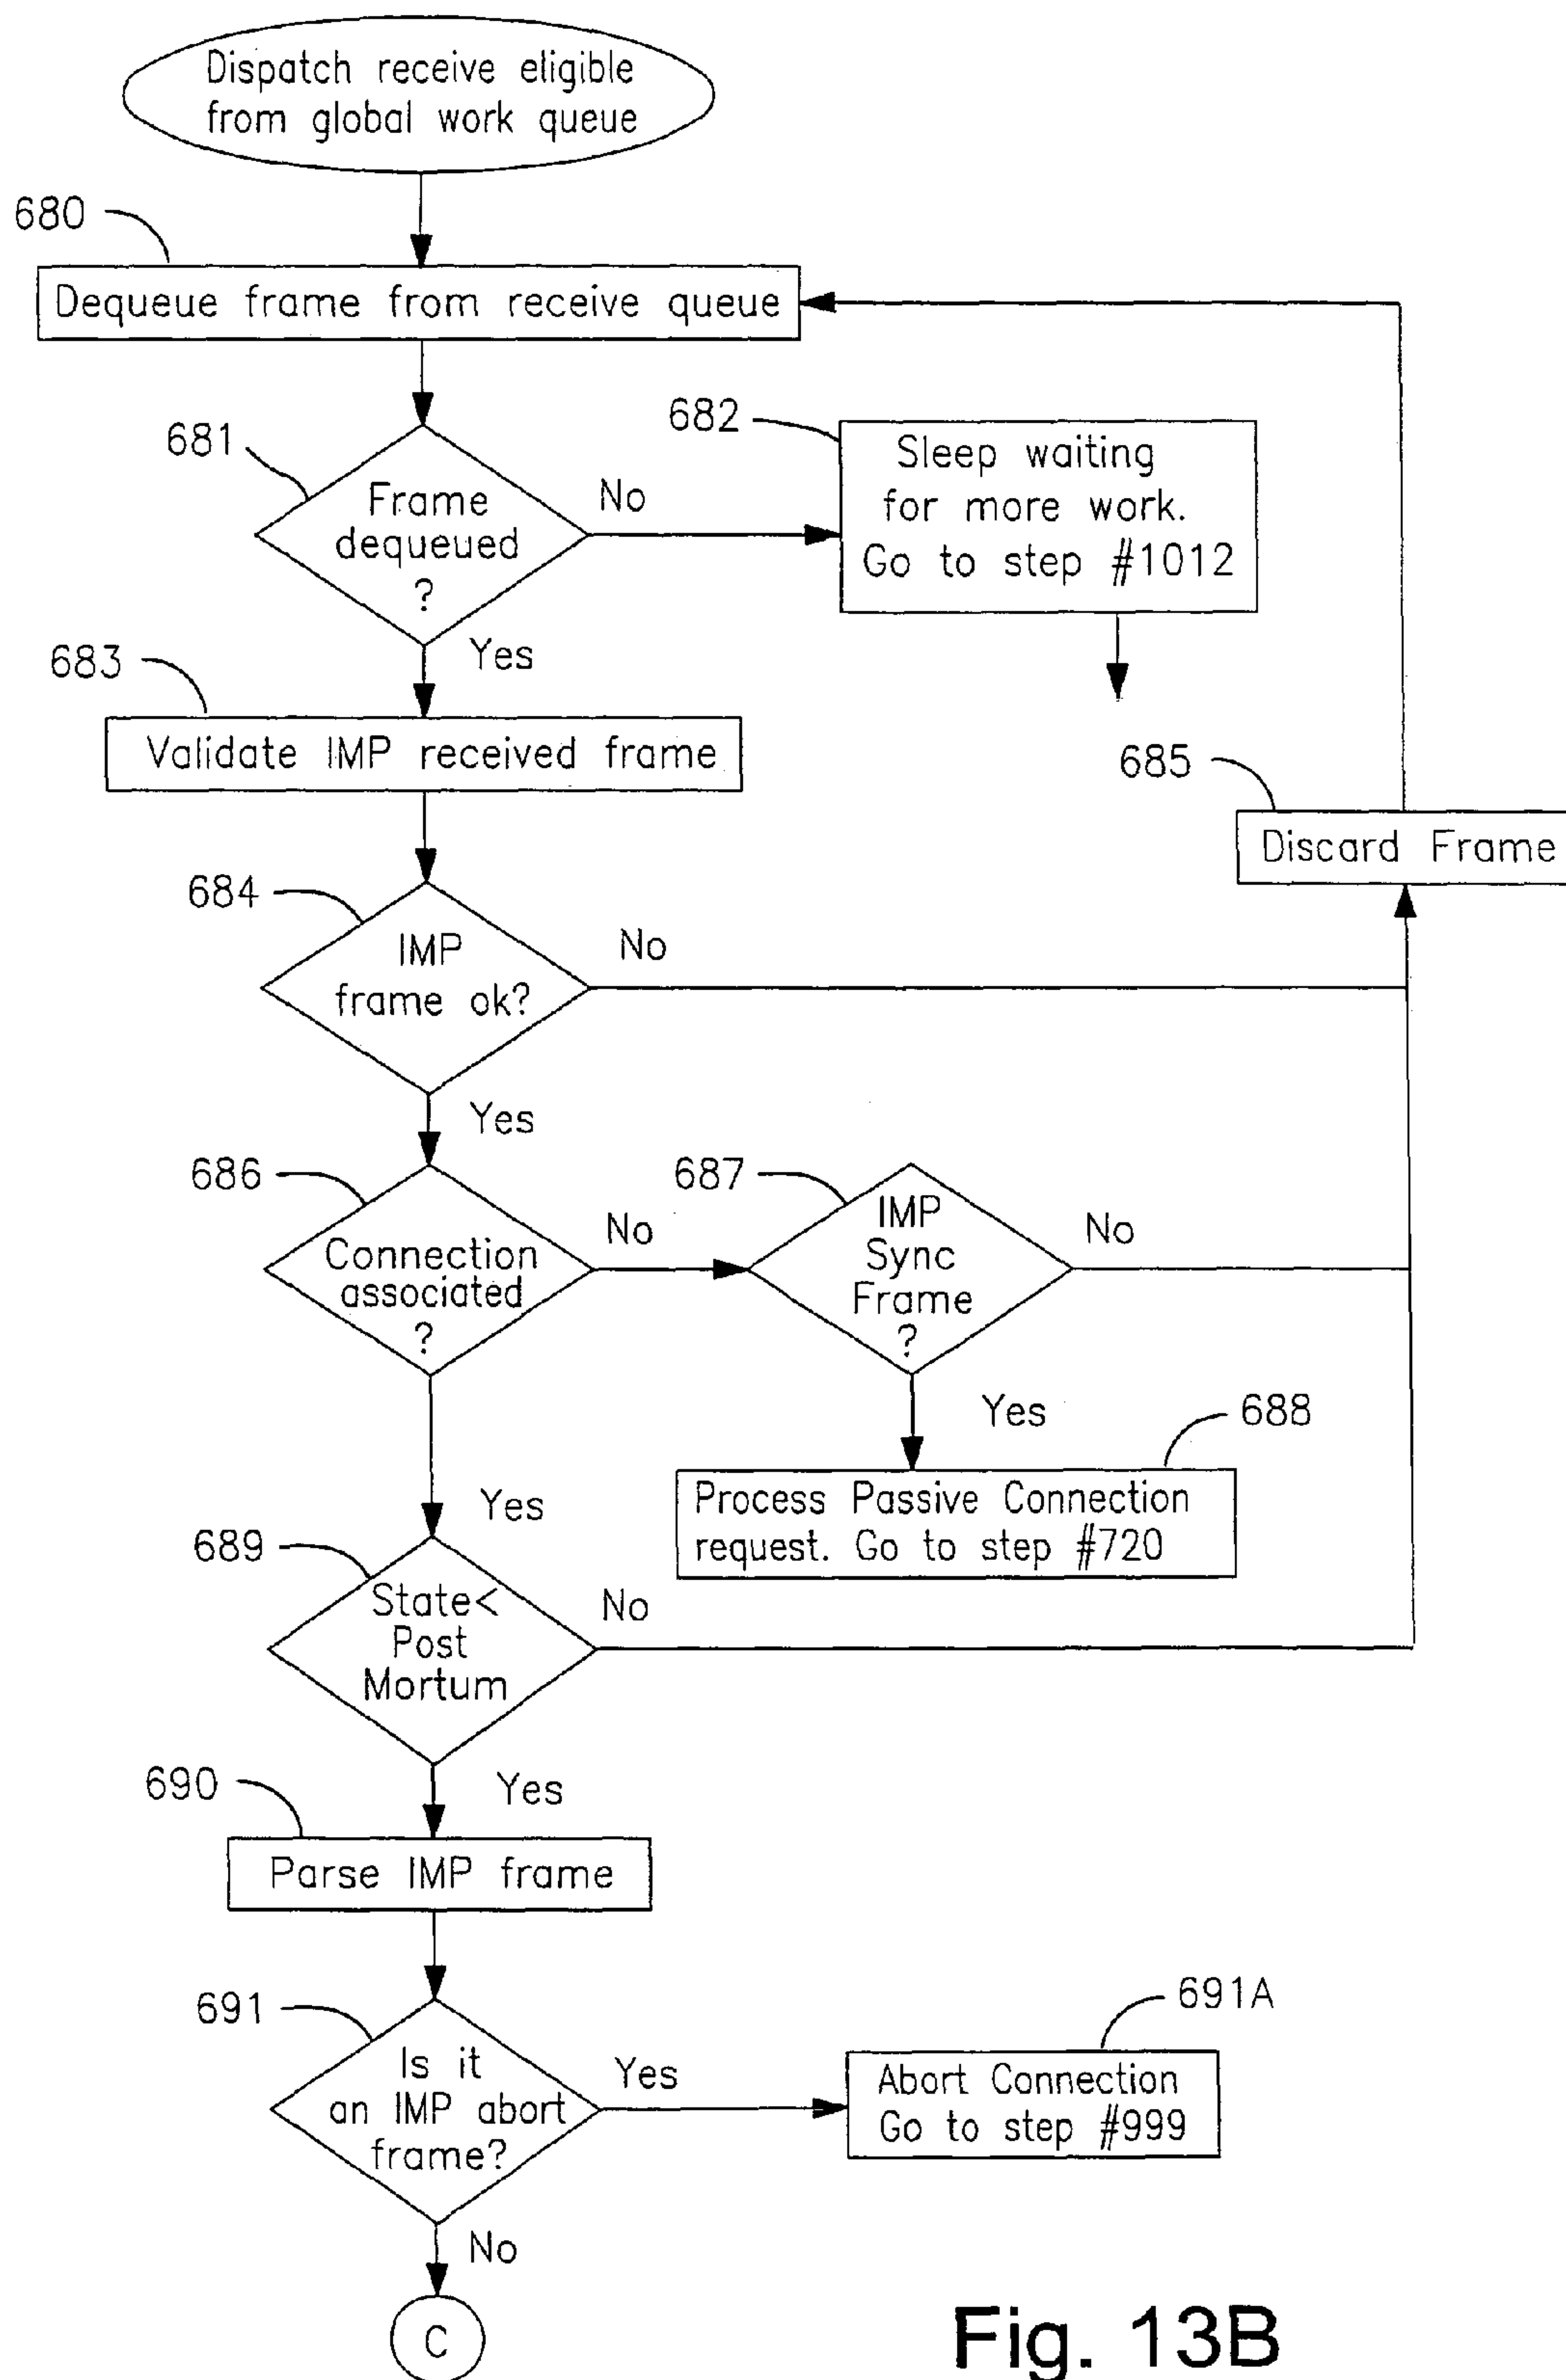 Dispatch receive eligible
from global work queue
680
Dequeue frame from receive queue
681
Frame
dequeued
?
No
682
Sleep waiting
for more work.
Go to step #1012
Yes
683
Validate IMP received frame
685
Discard Frame
684
IMP
frame ok?
No
Yes
686
Connection
associated
?
No
687
IMP
Sync
Frame
?
No
Yes
688
Process Passive Connection
request. Go to step #720
Yes
689
State<
Post
Mortum
No
Yes
690
Parse IMP frame
691
Is it
an IMP abort
frame?
Yes
691A
Abort Connection
Go to step #999
No
C
Fig. 13B